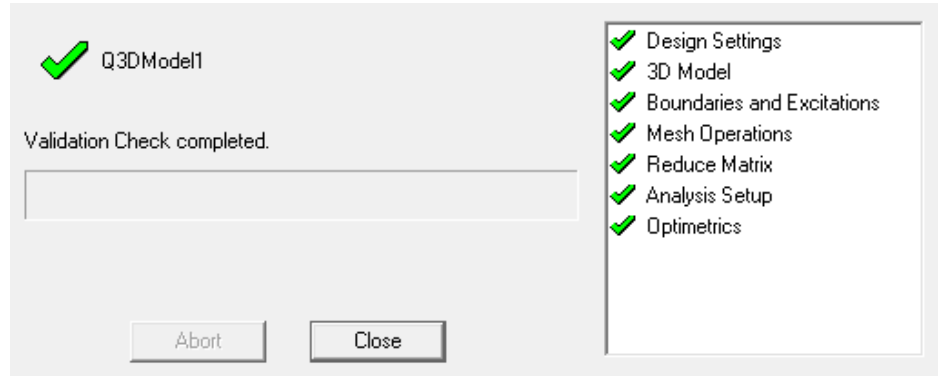 Q3DModel1
Validation Check completed.
Abort
Close
Design Settings
3D Model
Boundaries and Excitations
Mesh Operations
Reduce Matrix
Analysis Setup
Optimetrics